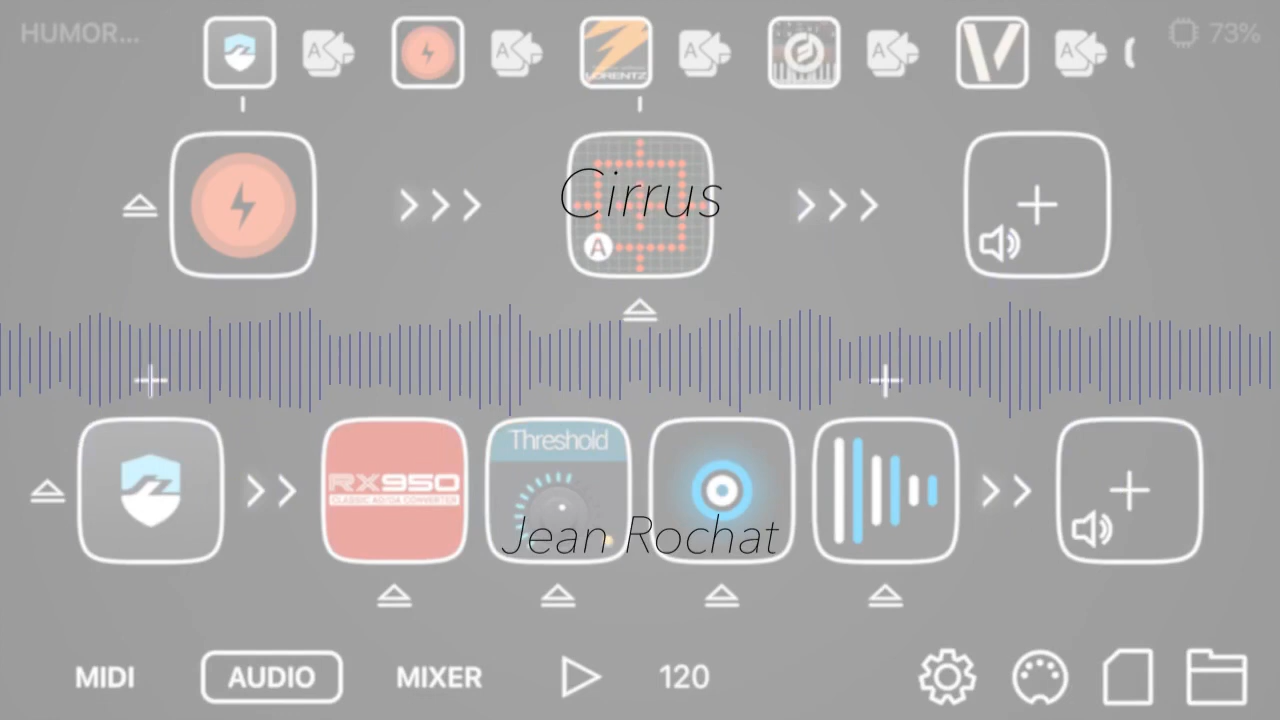 HUMOR...
73%
A
A
LORENTZ
A
A
A
Cirrus
A
Threshold
RX950
CLASSIC AD/DA CONVERTER
Jean Rochat
MIDI
AUDIO
MIXER
120